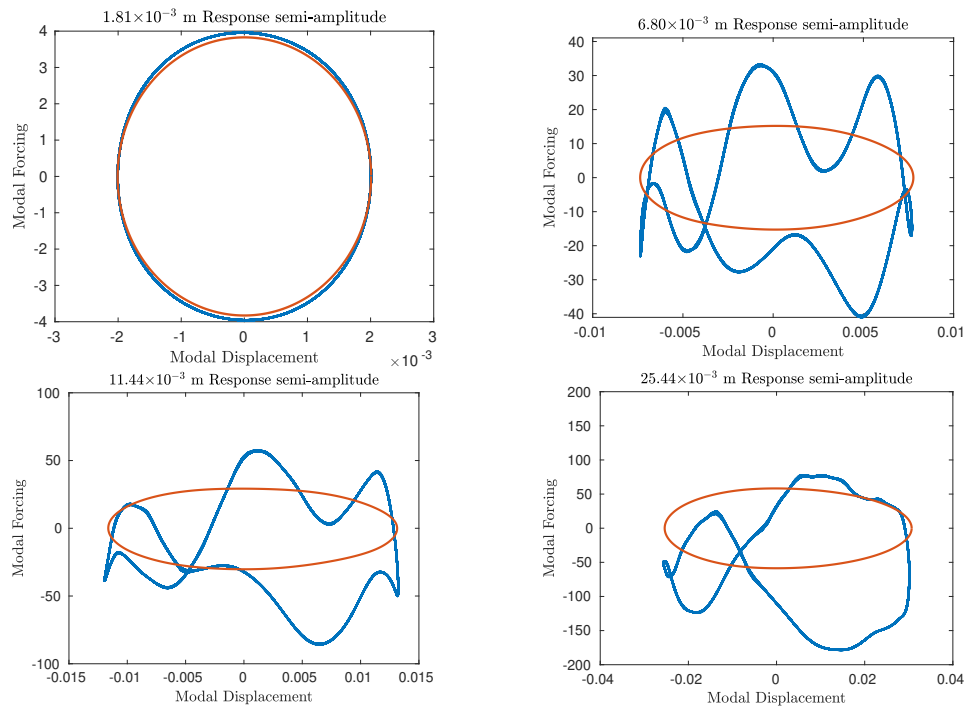 1.81×10⁻³ m Response semi-amplitude
4
3
2
1
0
-1
-2
-3
-4
Modal Forcing
-3 -2 -1 0 1 2 3
Modal Displacement
×10⁻³
6.80×10⁻³ m Response semi-amplitude
40
30
20
10
0
-10
-20
-30
-40
Modal Forcing
-0.01 -0.005 0 0.005 0.01
Modal Displacement
11.44×10⁻³ m Response semi-amplitude
100
50
0
-50
-100
Modal Forcing
-0.015 -0.01 -0.005 0 0.005 0.01 0.015
Modal Displacement
25.44×10⁻³ m Response semi-amplitude
200
150
100
50
0
-50
-100
-150
-200
Modal Forcing
-0.04 -0.02 0 0.02 0.04
Modal Displacement